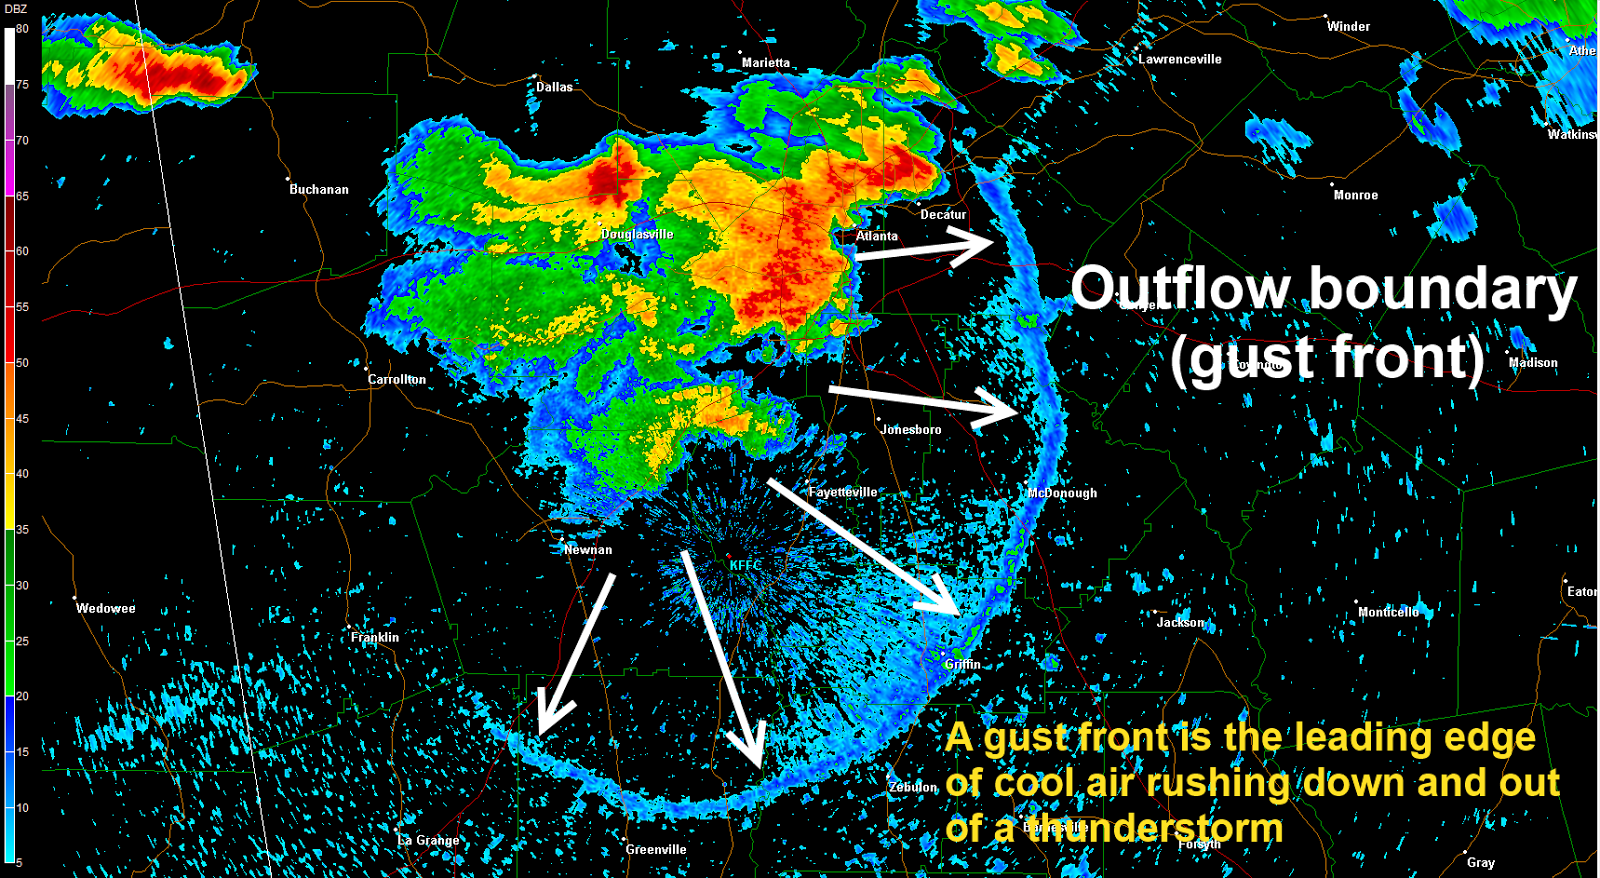 DBZ
80
75
70
65
60
55
50
45
40
35
30
25
20
15
10
5
Winder
Lawrenceville
Marietta
Dallas
Watkinsv
Buchanan
Monroe
Decatur
Douglasville
Atlanta
Outflow boundary
(gust front)
Madison
Carrollton
Jonesboro
Fayetteville
McDonough
Newnan
KFFC
Eato
Wedowee
Monticello
Jackson
Franklin
Griffin
A gust front is the leading edge
of cool air rushing down and out
of a thunderstorm
Zebulon
La Grange
Greenville
Forsyth
Gray